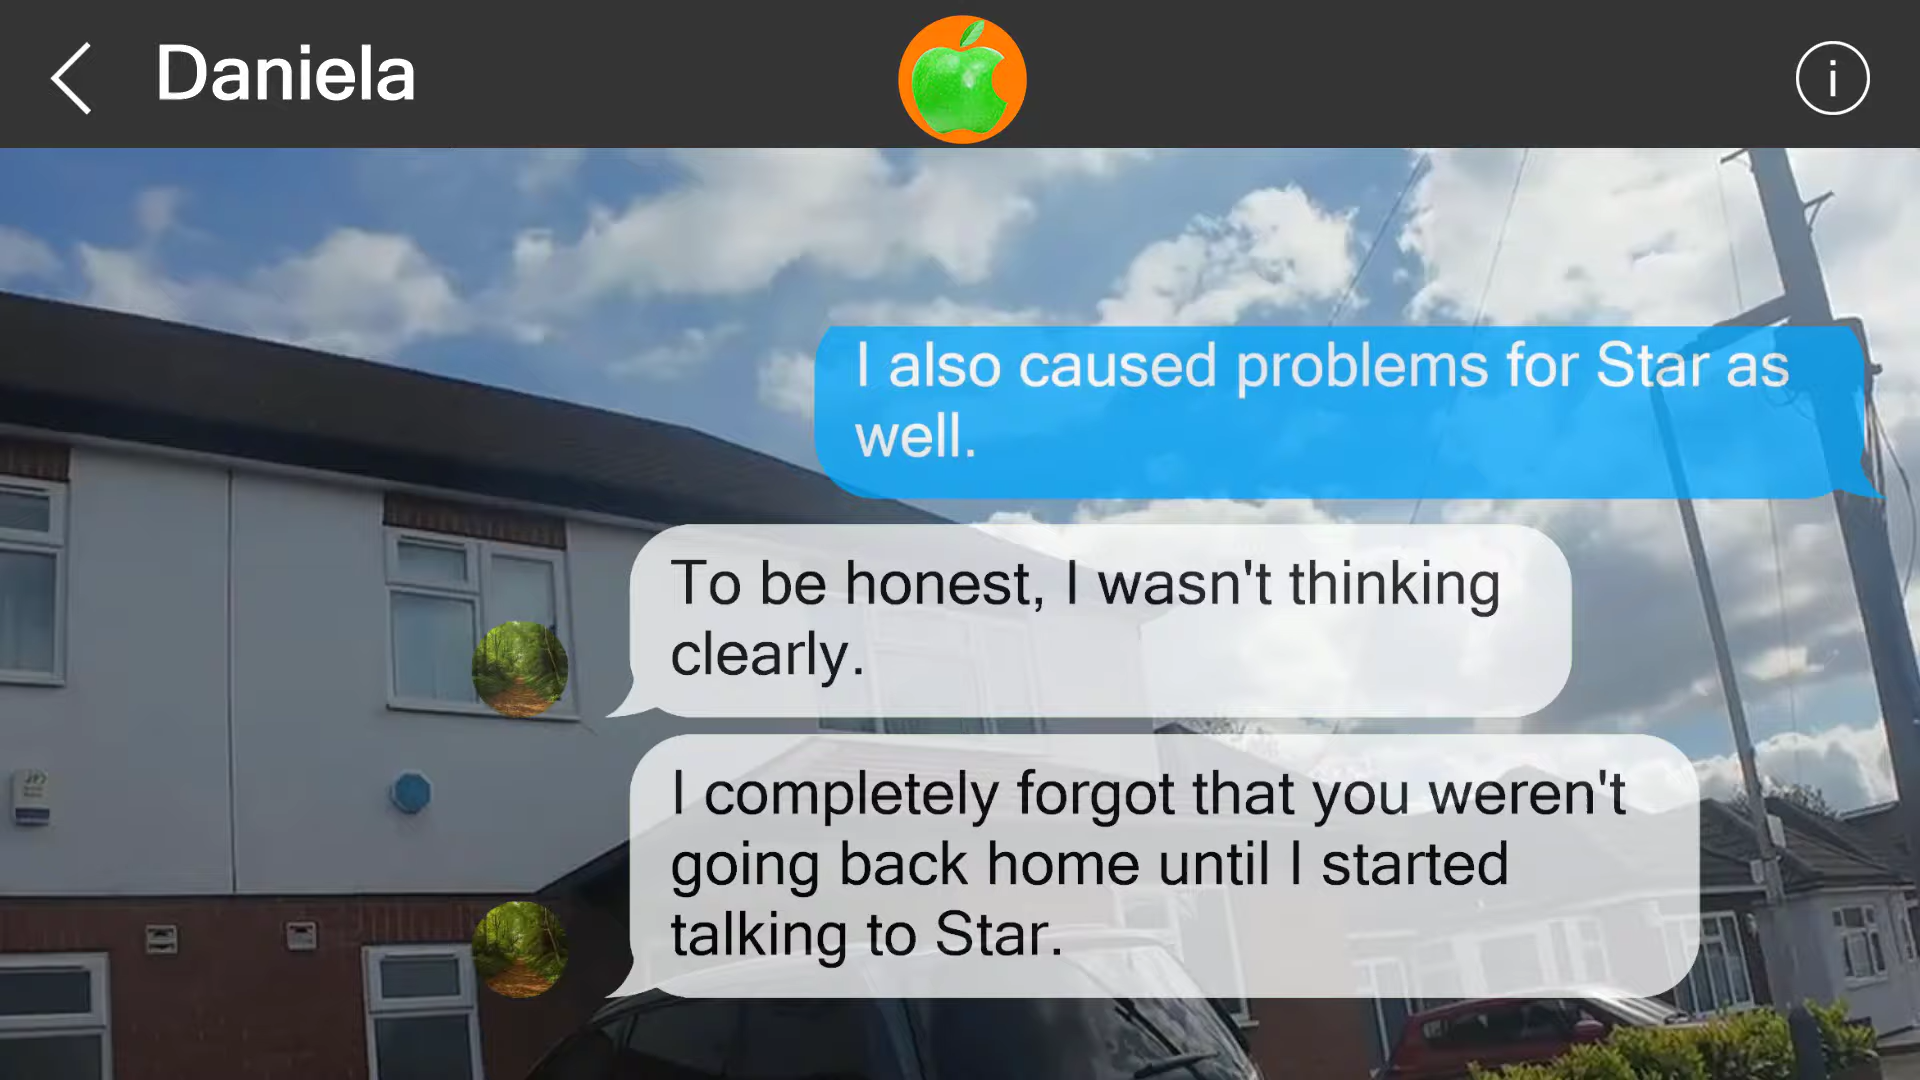 Daniela
i
I also caused problems for Star as
well.
To be honest, I wasn't thinking
clearly.
I completely forgot that you weren't
going back home until I started
talking to Star.